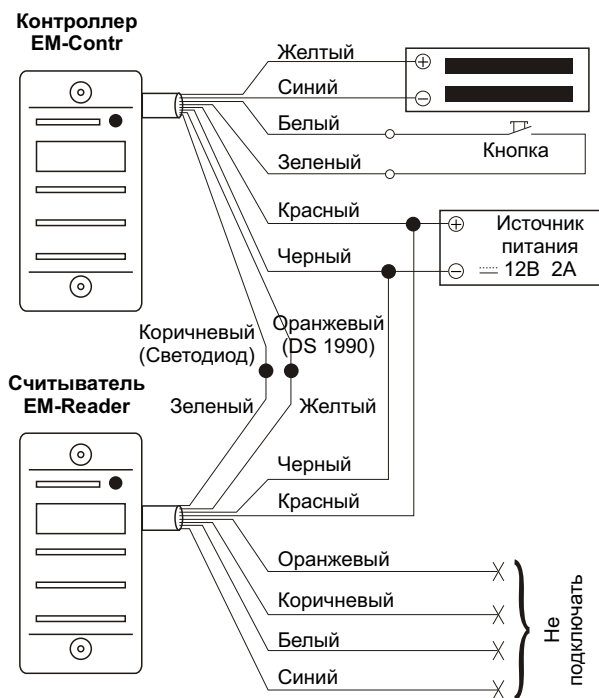 Контроллер
EM-Contr
Желтый
Синий
Белый
Кнопка
Зеленый
Красный
Источник
питания
12В 2А
Черный
Коричневый
(Светодиод)
Оранжевый
(DS 1990)
Считыватель
EM-Reader
Зеленый
Желтый
Черный
Красный
Оранжевый
Коричневый
Белый
Синий
Не
подключать